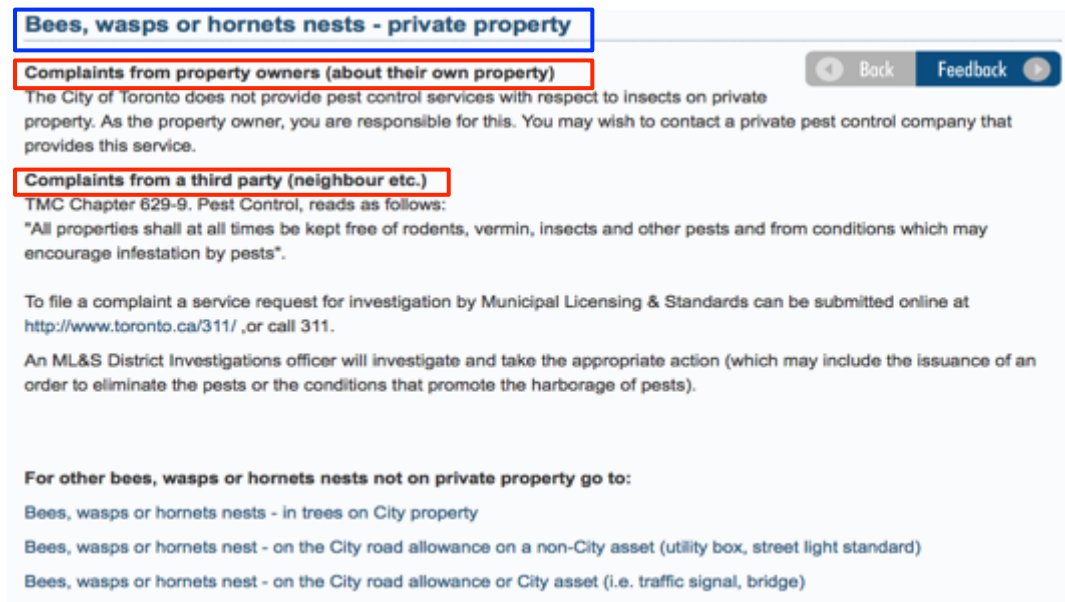 Bees, wasps or hornets nests - private property
Complaints from property owners (about their own property)
Back
Feedback
The City of Toronto does not provide pest control services with respect to insects on private
property. As the property owner, you are responsible for this. You may wish to contact a private pest control company that
provides this service.
Complaints from a third party (neighbour etc.)
TMC Chapter 629-9. Pest Control, reads as follows:
"All properties shall at all times be kept free of rodents, vermin, insects and other pests and from conditions which may
encourage infestation by pests".
To file a complaint a service request for investigation by Municipal Licensing & Standards can be submitted online at
http://www.toronto.ca/311/ ,or call 311.
An ML&S District Investigations officer will investigate and take the appropriate action (which may include the issuance of an
order to eliminate the pests or the conditions that promote the harborage of pests).
For other bees, wasps or hornets nests not on private property go to:
Bees, wasps or hornets nests - in trees on City property
Bees, wasps or hornets nest - on the City road allowance on a non-City asset (utility box, street light standard)
Bees, wasps or hornets nest - on the City road allowance or City asset (i.e. traffic signal, bridge)